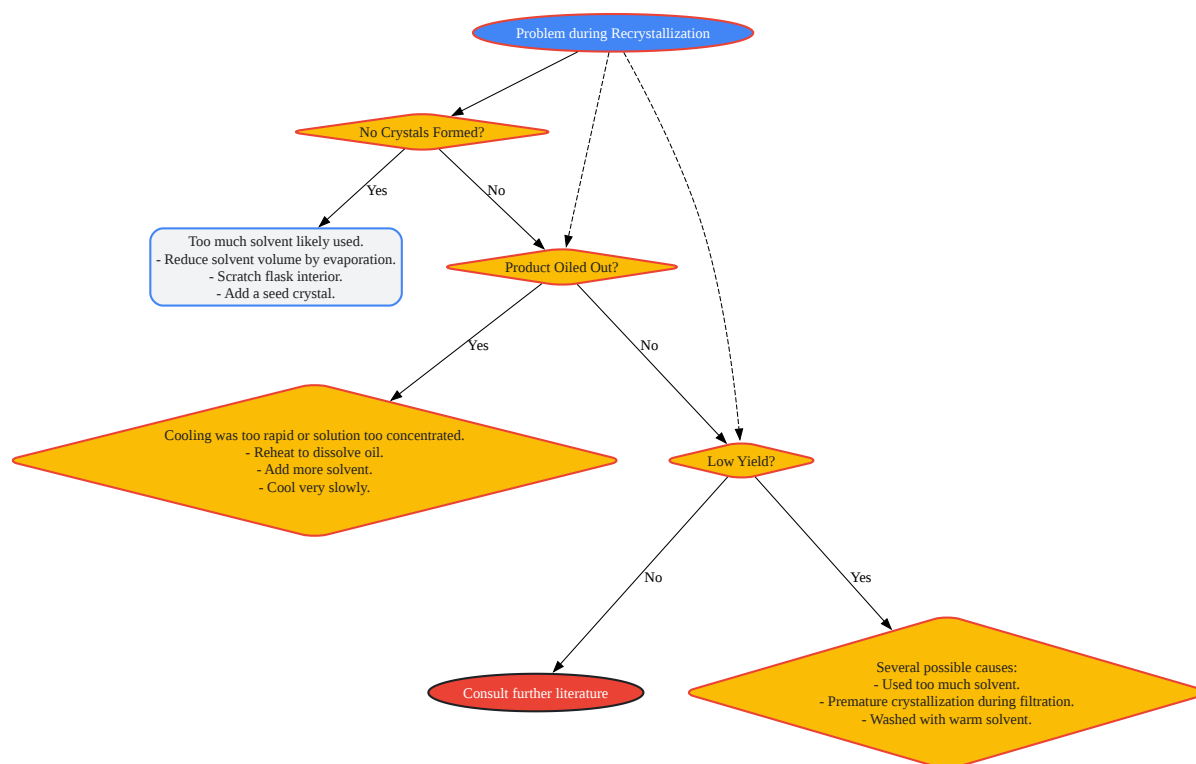 Problem during Recrystallization
No Crystals Formed?
Yes
No
Too much solvent likely used.
- Reduce solvent volume by evaporation.
- Scratch flask interior.
- Add a seed crystal.
Product Oiled Out?
Yes
No
Cooling was too rapid or solution too concentrated.
- Reheat to dissolve oil.
- Add more solvent.
- Cool very slowly.
Low Yield?
No
Yes
Consult further literature
Several possible causes:
- Used too much solvent.
- Premature crystallization during filtration.
- Washed with warm solvent.